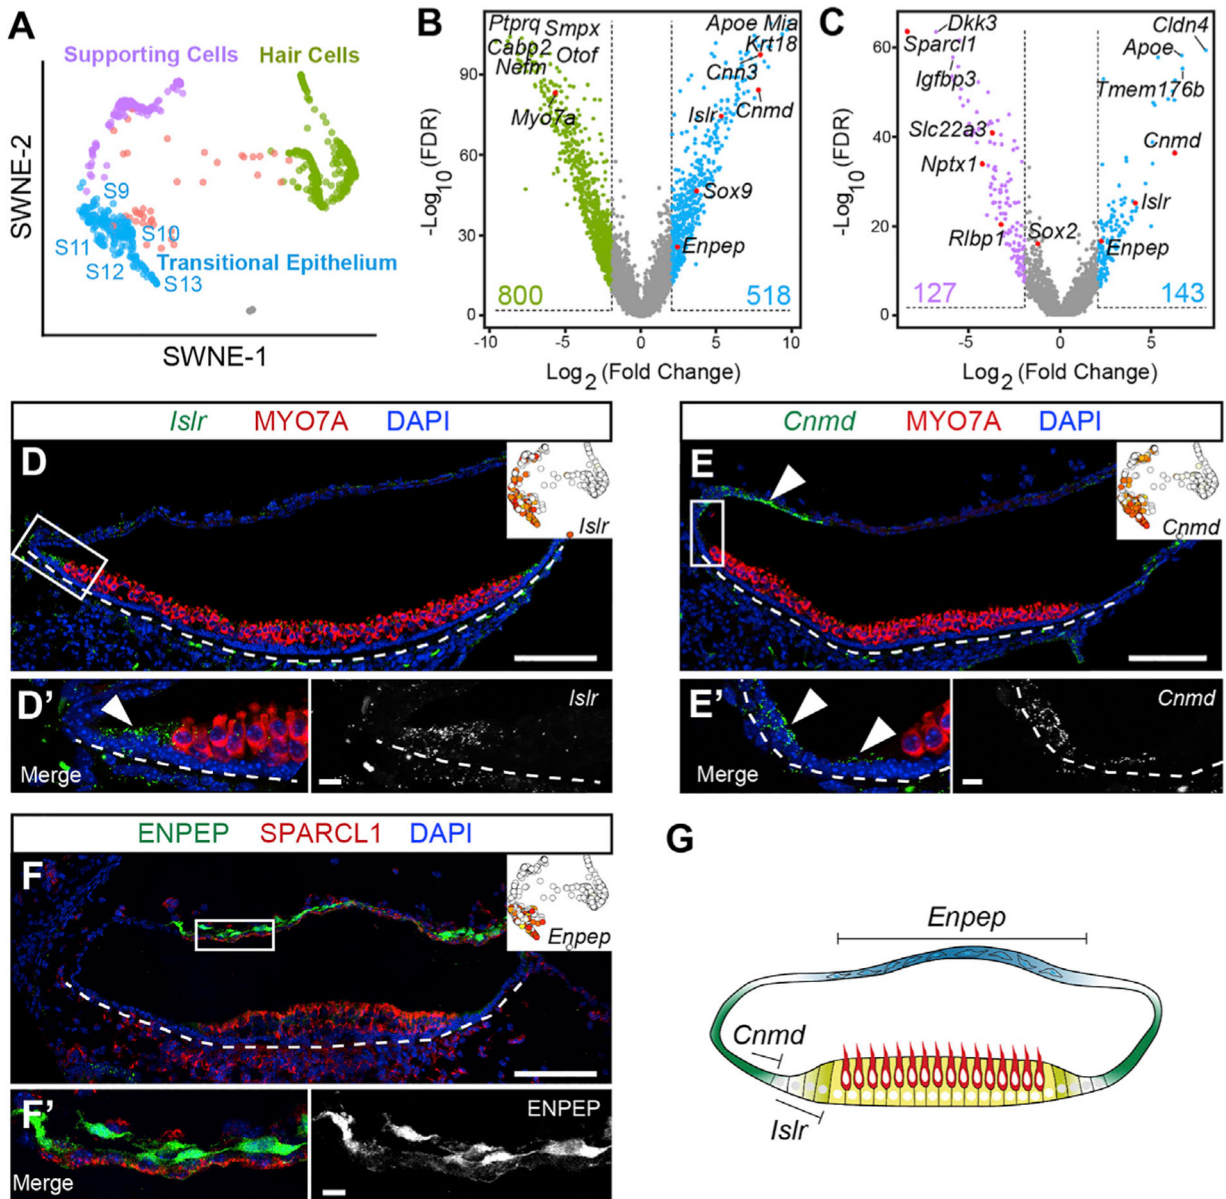 A
Supporting Cells
Hair Cells
S9
S10
S11
S12
S13
Transitional Epithelium
SWNE-2
SWNE-1
B
Ptprq Smpx
Cabp2
Otof
Nefm
Myo7a
Apoe Mia
Krt18
Cnn3
Cnmd
Islr
Sox9
Enpep
800
518
-Log10 (FDR)
90
60
30
0
-10
-5
0
5
10
Log2 (Fold Change)
C
Dkk3
Sparcl1
Igfbp3
Slc22a3
Nptx1
Rlbp1
Sox2
Cldn4
Apoe
Tmem176b
Cnmd
Islr
Enpep
127
143
-Log10 (FDR)
60
40
20
0
-5
0
5
Log2 (Fold Change)
Islr MYO7A DAPI
D
Islr
D'
Merge
Islr
Cnmd MYO7A DAPI
E
Cnmd
E'
Merge
Cnmd
ENPEP SPARCL1 DAPI
F
Enpep
F'
Merge
ENPEP
G
Enpep
Cnmd
Islr